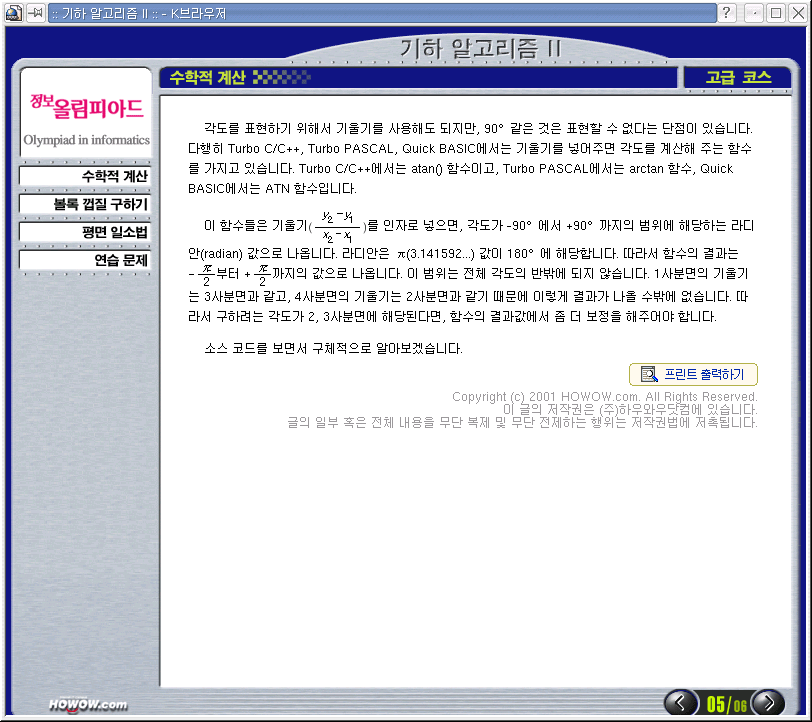 :: 기하 알고리즘 II :: - K브라우저
기하 알고리즘 II
수학적 계산
고급 코스
정보올림피아드
Olympiad in informatics
수학적 계산
볼록 껍질 구하기
평면 일소법
연습 문제
각도를 표현하기 위해서 기울기를 사용해도 되지만, 90° 같은 것은 표현할 수 없다는 단점이 있습니다.
다행히 Turbo C/C++, Turbo PASCAL, Quick BASIC에서는 기울기를 넣어주면 각도를 계산해 주는 함수
를 가지고 있습니다. Turbo C/C++에서는 atan() 함수이고, Turbo PASCAL에서는 arctan 함수, Quick
BASIC에서는 ATN 함수입니다.
이 함수들은 기울기( (y₂-y₁)/(x₂-x₁) )를 인자로 넣으면, 각도가 -90° 에서 +90° 까지의 범위에 해당하는 라디
안(radian) 값으로 나옵니다. 라디안은 π(3.141592...) 값이 180° 에 해당합니다. 따라서 함수의 결과는
- π/2 부터 + π/2 까지의 값으로 나옵니다. 이 범위는 전체 각도의 반밖에 되지 않습니다. 1사분면의 기울기
는 3사분면과 같고, 4사분면의 기울기는 2사분면과 같기 때문에 이렇게 결과가 나올 수밖에 없습니다. 따
라서 구하려는 각도가 2, 3사분면에 해당된다면, 함수의 결과값에서 좀 더 보정을 해주어야 합니다.
소스 코드를 보면서 구체적으로 알아보겠습니다.
프린트 출력하기
Copyright (c) 2001 HOWOW.com. All Rights Reserved.
이 글의 저작권은 (주)하우와우닷컴에 있습니다.
글의 일부 혹은 전체 내용을 무단 복제 및 무단 전제하는 행위는 저작권법에 저촉됩니다.
HOWOW.com
05/06